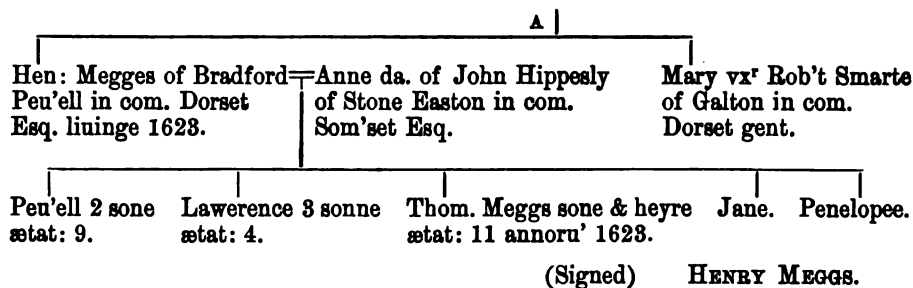 A
Hen: Megges of Bradford
Peu'ell in com. Dorset
Esq. liuinge 1623.
Anne da. of John Hippesly
of Stone Easton in com.
Som'set Esq.
Mary vxʳ Rob't Smarte
of Galton in com.
Dorset gent.
Peu'ell 2 sone
ætat: 9.
Lawerence 3 sonne
ætat: 4.
Thom. Meggs sone & heyre
ætat: 11 annoru' 1623.
Jane.
Penelopee.
(Signed) HENRY MEGGS.